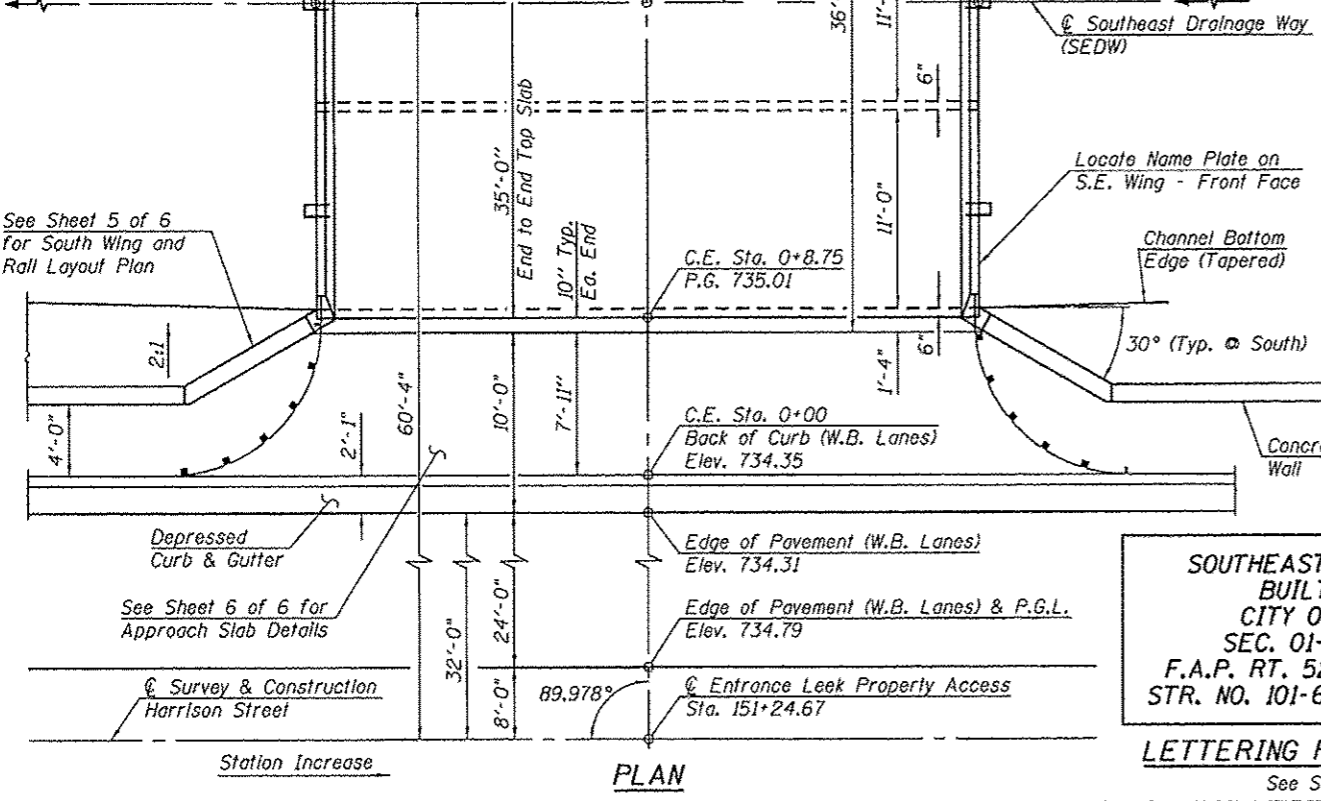 36'
11'-
℄ Southeast Drainage Way
(SEDW)
6"
End to End Top Slab
35'-0"
Locate Name Plate on
S.E. Wing - Front Face
11'-0"
See Sheet 5 of 6
for South Wing and
Rail Layout Plan
10" Typ.
Ea. End
C.E. Sta. 0+8.75
P.G. 735.01
Channel Bottom
Edge (Tapered)
2:1
30° (Typ. @ South)
6"
1'-4"
60'-4"
10'-0"
7'-11"
4'-0"
2'-1"
C.E. Sta. 0+00
Back of Curb (W.B. Lanes)
Elev. 734.35
Wall
Depressed
Curb & Gutter
Edge of Pavement (W.B. Lanes)
Elev. 734.31
See Sheet 6 of 6 for
Approach Slab Details
32'-0"
24'-0"
Edge of Pavement (W.B. Lanes) & P.G.L.
Elev. 734.79
℄ Survey & Construction
Harrison Street
8'-0"
89.978°
℄ Entrance Leek Property Access
Sta. 151+24.67
Station Increase
PLAN
SOUTHEAST
BUILT
CITY O
SEC. 01-
F.A.P. RT. 52
STR. NO. 101-6
LETTERING
See S